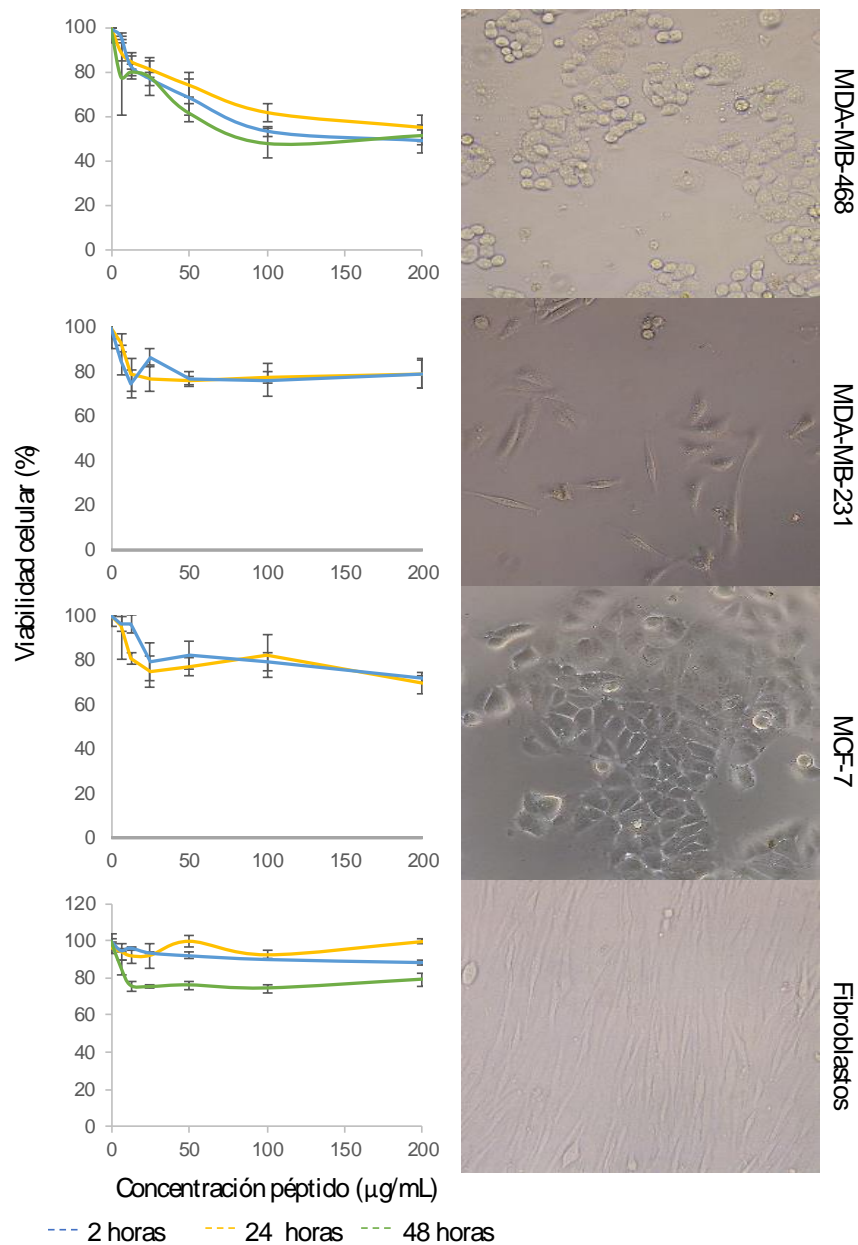 100
80
60
40
20
0
0 50 100 150 200
MDA-MB-468
100
80
60
40
20
0
0 50 100 150 200
MDA-MB-231
100
80
60
40
20
0
0 50 100 150 200
MCF-7
120
100
80
60
40
20
0
0 50 100 150 200
Fibroblastos
Viabilidad celular (%)
Concentración péptido (µg/mL)
2 horas 24 horas 48 horas